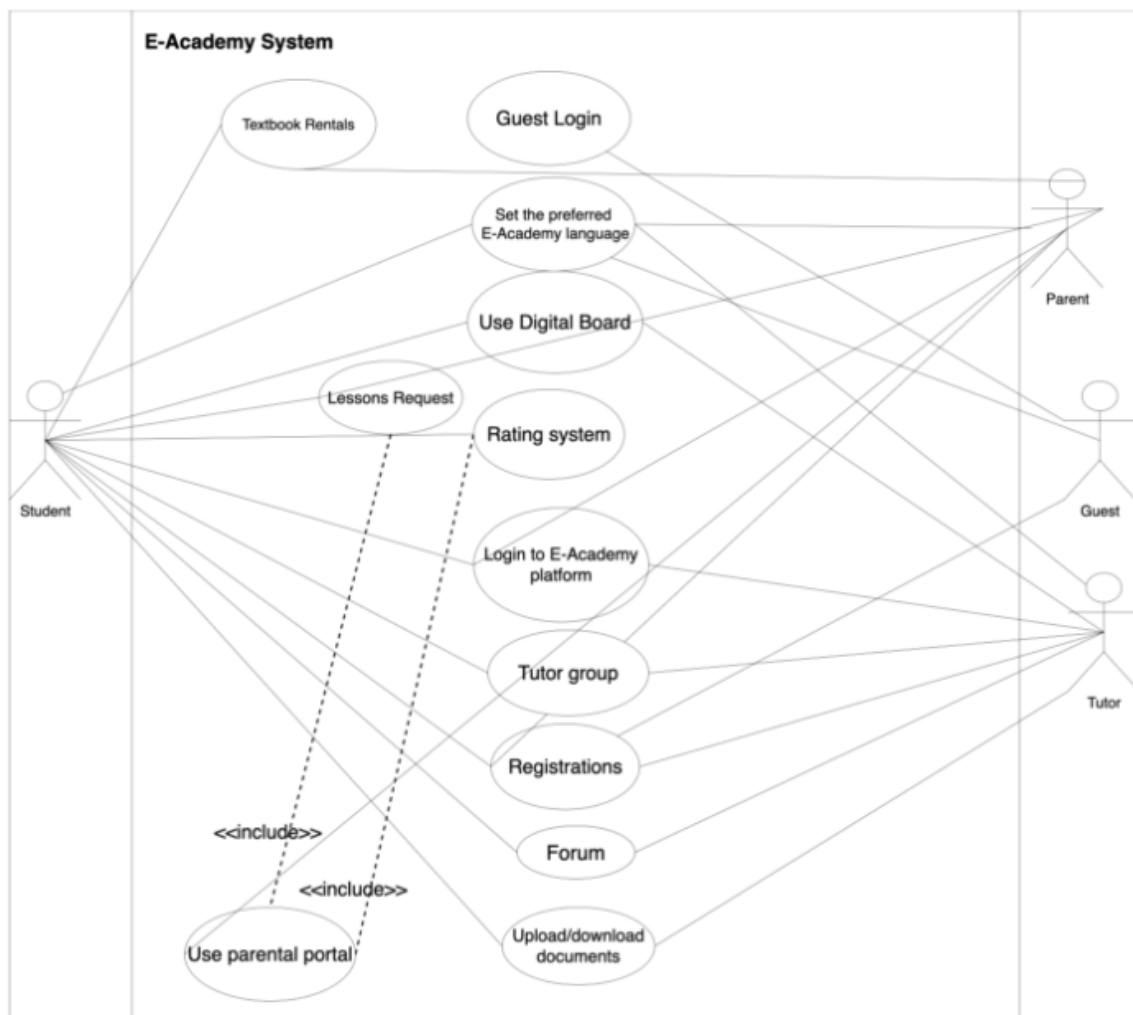 E-Academy System
Textbook Rentals
Guest Login
Set the preferred
E-Academy language
Use Digital Board
Parent
Lessons Request
Rating system
Student
Guest
Login to E-Academy
platform
Tutor group
Tutor
Registrations
<<include>>
Forum
<<include>>
Use parental portal
Upload/download
documents